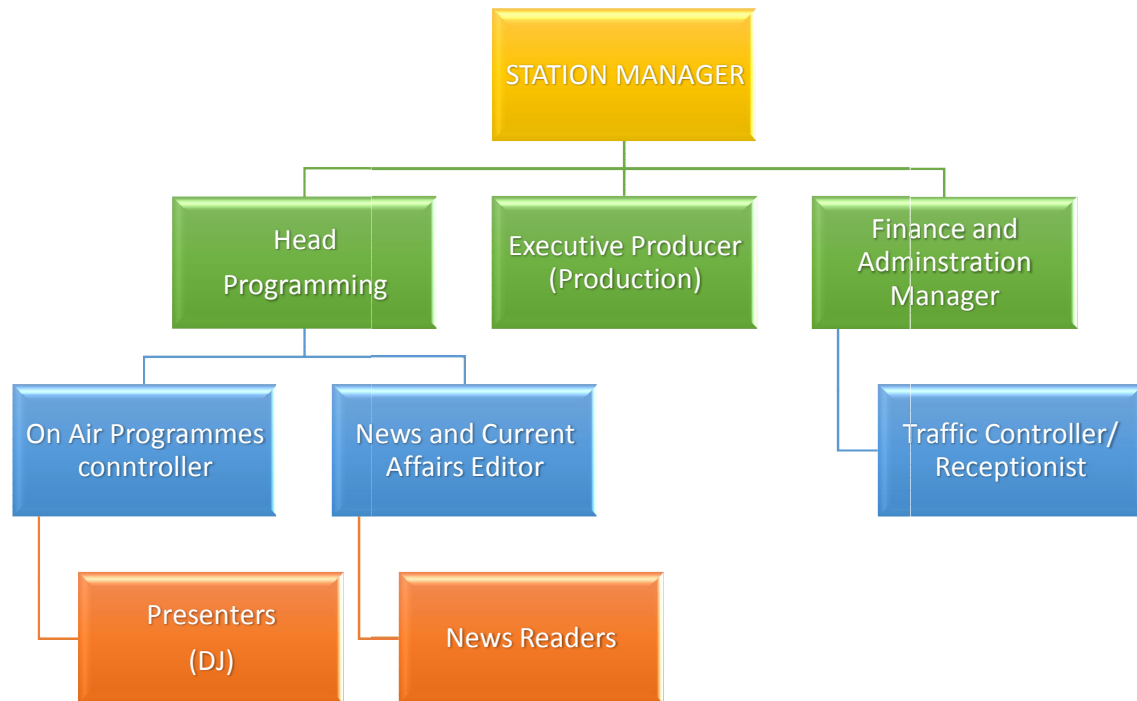 STATION MANAGER
Head
Programming
Executive Producer
(Production)
Finance and
Adminstration
Manager
On Air Programmes
conntroller
News and Current
Affairs Editor
Traffic Controller/
Receptionist
Presenters
(DJ)
News Readers